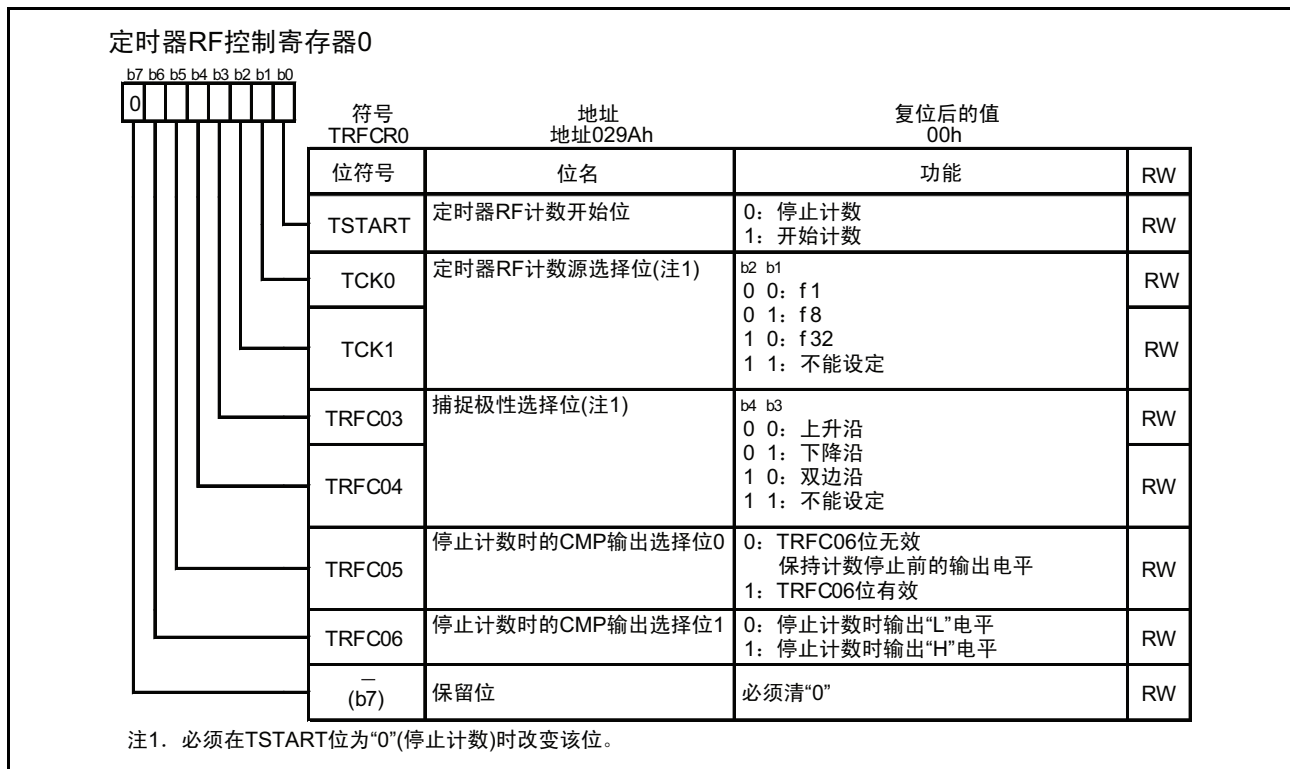 定时器RF控制寄存器0
b7 b6 b5 b4 b3 b2 b1 b0
0
符号 地址 复位后的值
TRFCR0 地址029Ah 00h
位符号 位名 功能 RW
TSTART 定时器RF计数开始位 0：停止计数 RW
1：开始计数
TCK0 定时器RF计数源选择位(注1) b2 b1 RW
0 0：f1
0 1：f8
TCK1 1 0：f32 RW
1 1：不能设定
TRFC03 捕捉极性选择位(注1) b4 b3 RW
0 0：上升沿
0 1：下降沿
TRFC04 1 0：双边沿 RW
1 1：不能设定
TRFC05 停止计数时的CMP输出选择位0 0：TRFC06位无效 RW
保持计数停止前的输出电平
1：TRFC06位有效
TRFC06 停止计数时的CMP输出选择位1 0：停止计数时输出“L”电平 RW
1：停止计数时输出“H”电平
—
(b7) 保留位 必须清“0” RW
注1．必须在TSTART位为“0”(停止计数)时改变该位。